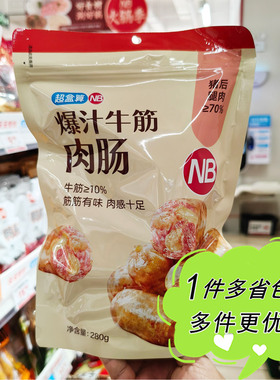 超盒算 NB
爆汁牛筋
肉肠
猪后
腿肉
≥70%
NB
牛筋≥10%
筋筋有味 肉感十足
净含量:280g
1件多省包
多件更优